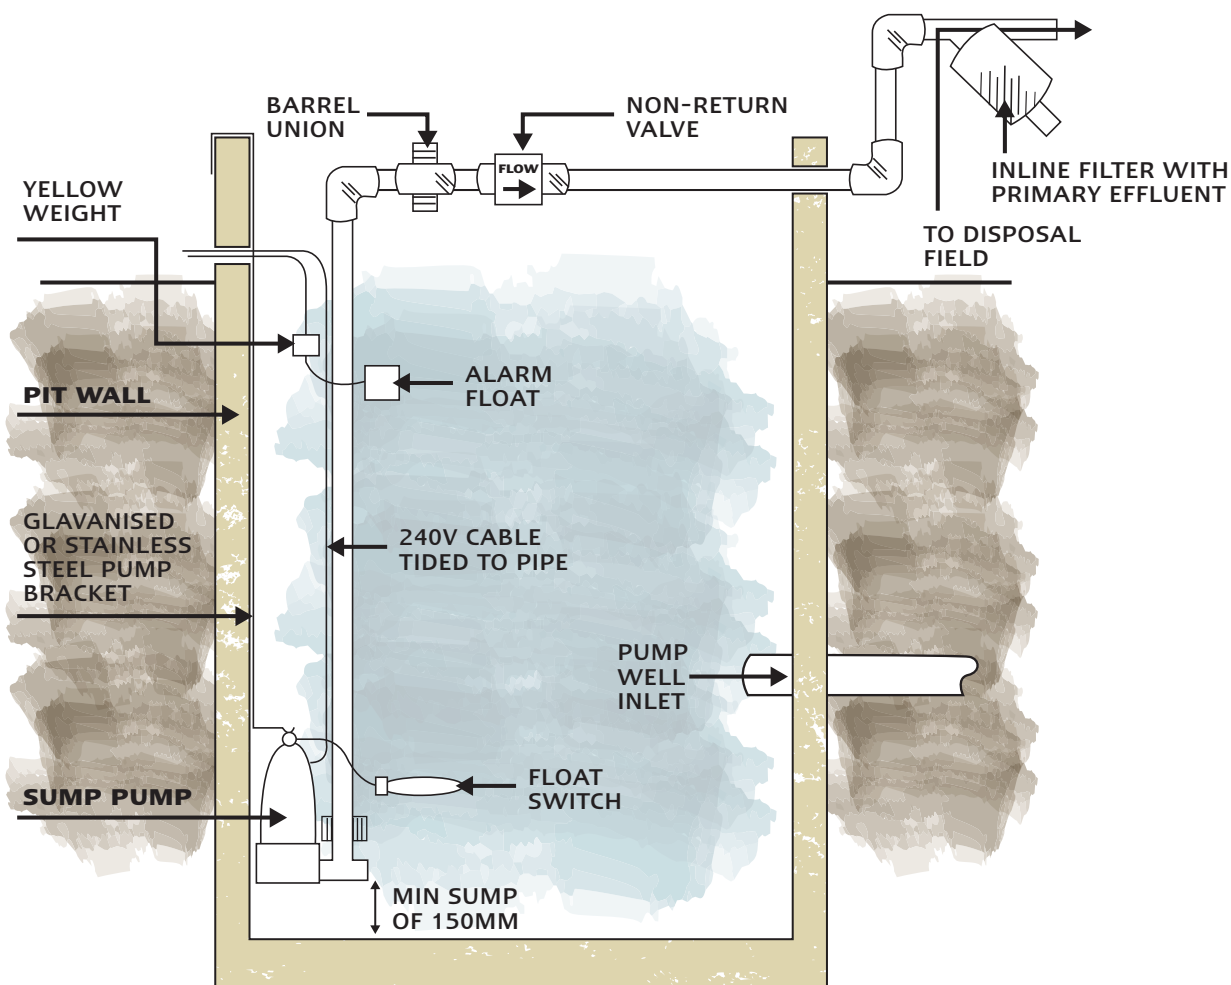 BARREL
UNION
NON-RETURN
VALVE
FLOW
INLINE FILTER WITH
PRIMARY EFFLUENT
YELLOW
WEIGHT
TO DISPOSAL
FIELD
ALARM
FLOAT
PIT WALL
GLAVANISED
OR STAINLESS
STEEL PUMP
BRACKET
240V CABLE
TIDED TO PIPE
PUMP
WELL
INLET
FLOAT
SWITCH
SUMP PUMP
MIN SUMP
OF 150MM